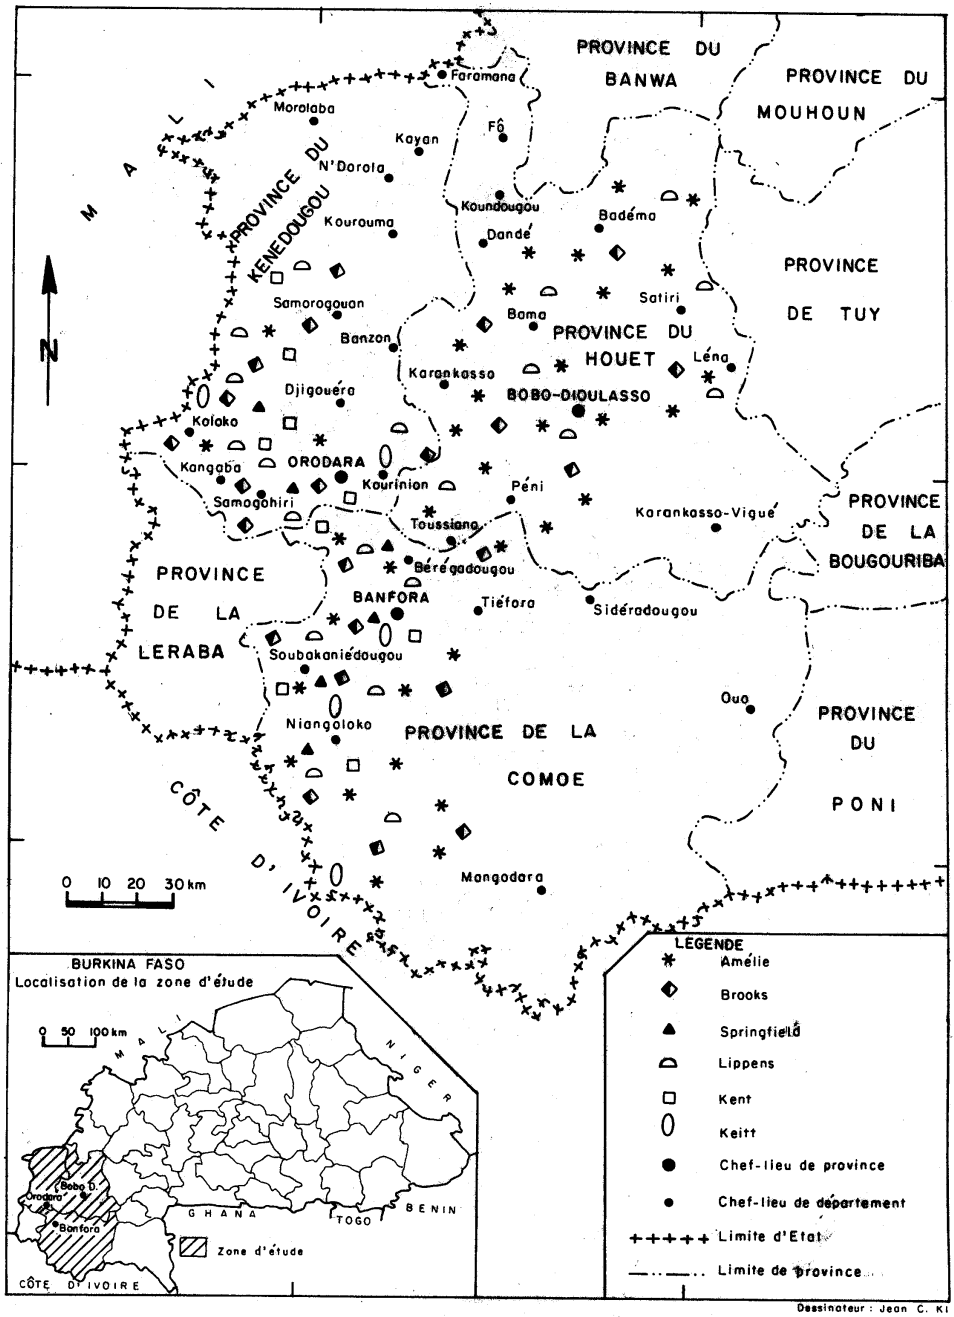 PROVINCE DU
BANWA
PROVINCE DU
MOUHOUN
MALI
Faramana
Morolaba
Kayan
Fô
N'Dorola
PROVINCE DU
KENEDOUGOU
Koundougou
Badéma
Kourouma
Dandé
PROVINCE
DE TUY
Samorogouan
Satiri
Bama
N
Banzon
PROVINCE DU
HOUET
Léna
Karankasso
Djigouéra
BOBO-DIOULASSO
Koloko
Kangaba
ORODARA
Kourinion
Samogohiri
Péni
Karankasso-Vigué
PROVINCE
DE LA
BOUGOURIBA
Toussiana
Bérégadougou
PROVINCE
DE LA
LERABA
BANFORA
Tiéfora
Sidéradougou
Soubakaniédougou
Ouo
Niangoloko
PROVINCE DE LA
COMOE
PROVINCE
DU
PONI
CÔTE D'IVOIRE
Mangodara
0 10 20 30 km
LÉGENDE
Amélie
Brooks
Springfield
Lippens
Kent
Keitt
Chef-lieu de province
Chef-lieu de département
Limite d'Etat
Limite de province
BURKINA FASO
Localisation de la zone d'étude
0 50 100 km
MALI
NIGER
Bobo D.
Orodara
Banfora
GHANA
TOGO
BENIN
Zone d'étude
CÔTE D'IVOIRE
Dessinateur : Jean C. KI